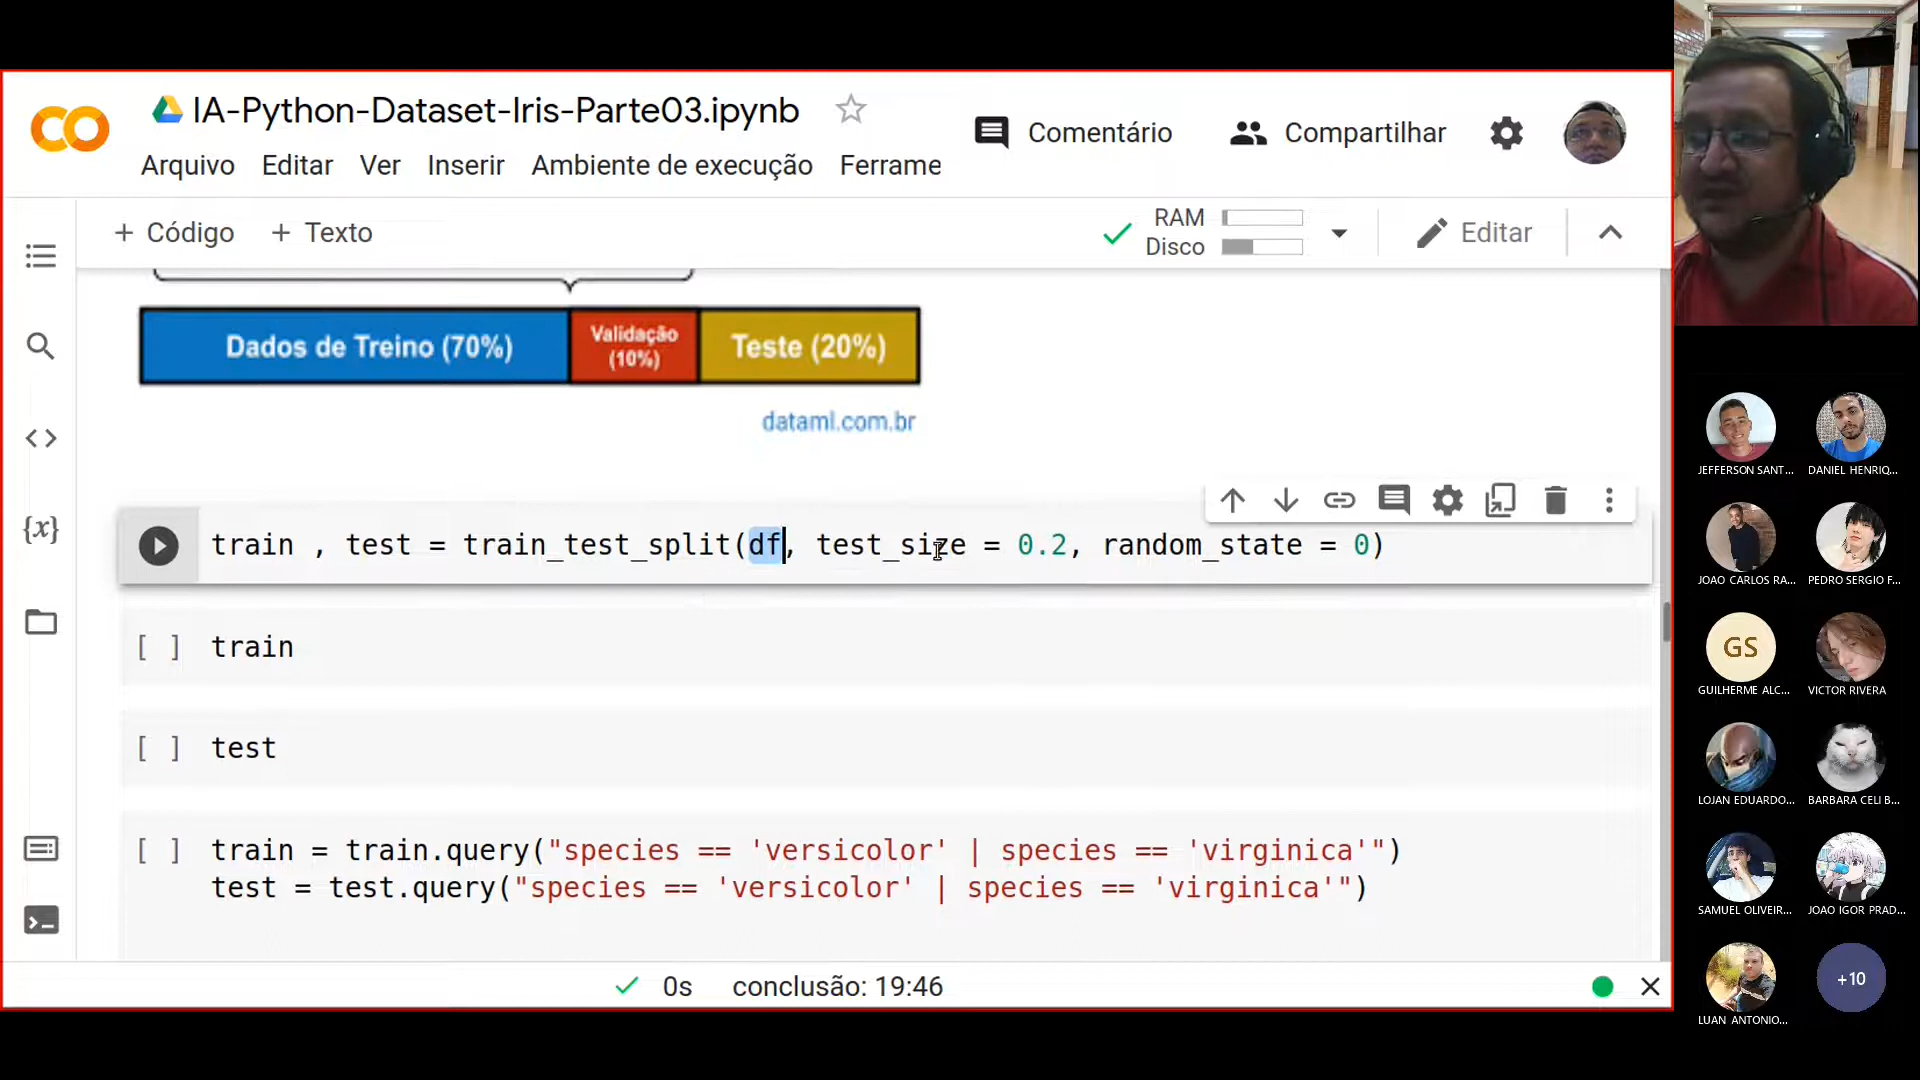 IA-Python-Dataset-Iris-Parte03.ipynb
Comentário
Compartilhar
Arquivo Editar Ver Inserir Ambiente de execução Ferrame
+ Código + Texto
RAM
Disco
Editar
Dados de Treino (70%)
Validação
(10%)
Teste (20%)
dataml.com.br
train , test = train_test_split(df, test_size = 0.2, random_state = 0)
[ ] train
[ ] test
[ ] train = train.query("species == 'versicolor' | species == 'virginica'")
test = test.query("species == 'versicolor' | species == 'virginica'")
{x}
0s conclusão: 19:46
JEFFERSON SANT...
DANIEL HENRIQ...
JOAO CARLOS RA...
PEDRO SERGIO F...
GS
GUILHERME ALC...
VICTOR RIVERA
LOJAN EDUARDO...
BARBARA CELI B...
SAMUEL OLIVEIR...
JOAO IGOR PRAD...
LUAN ANTONIO...
+10